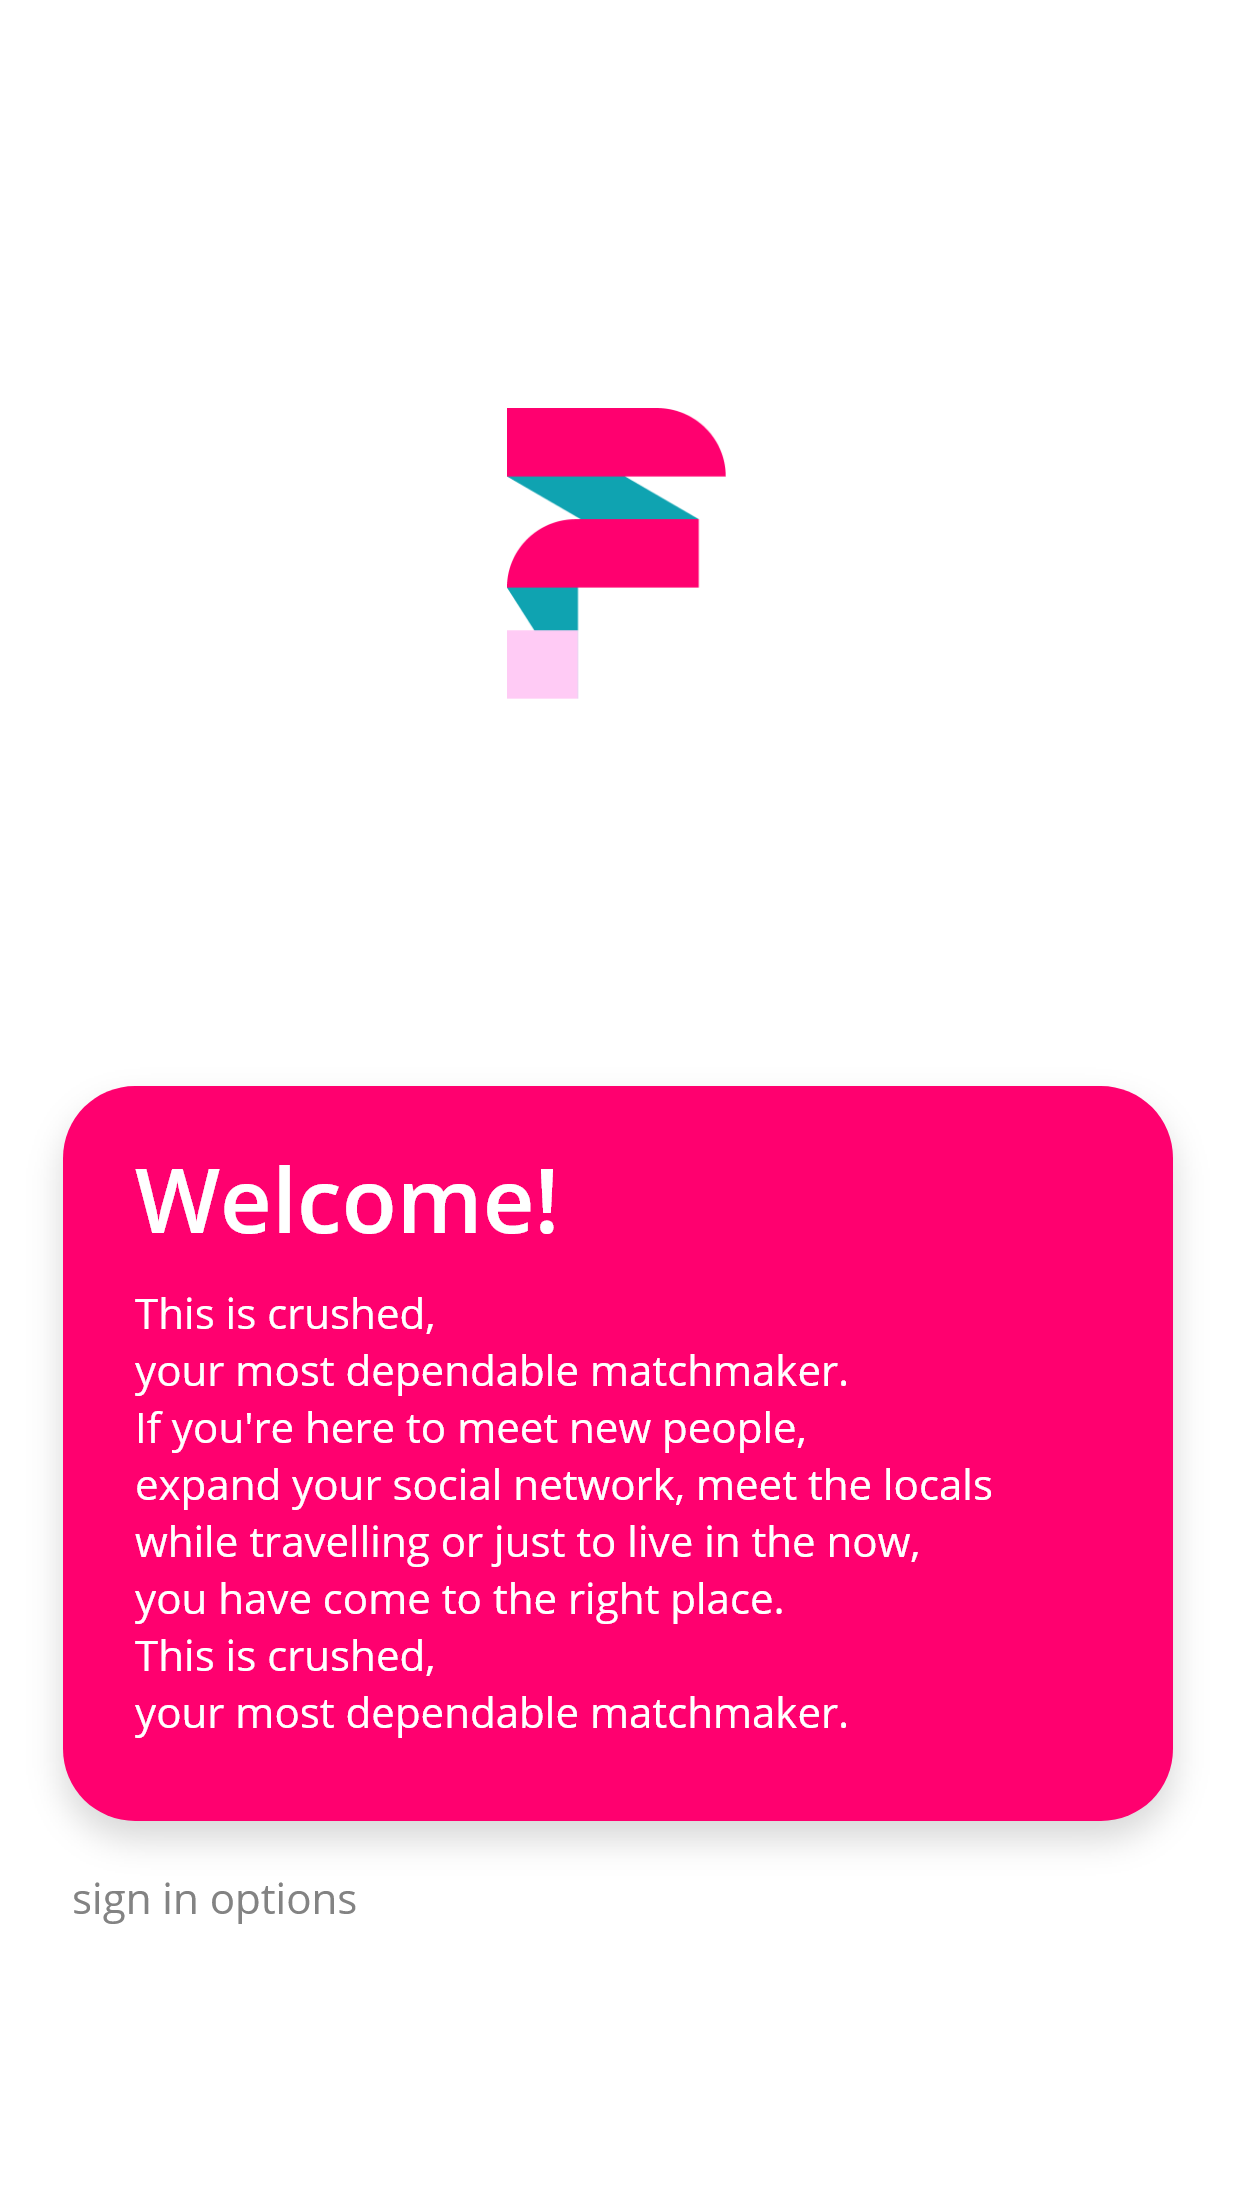 Welcome!
This is crushed,
your most dependable matchmaker.
If you're here to meet new people,
expand your social network, meet the locals
while travelling or just to live in the now,
you have come to the right place.
This is crushed,
your most dependable matchmaker.
sign in options